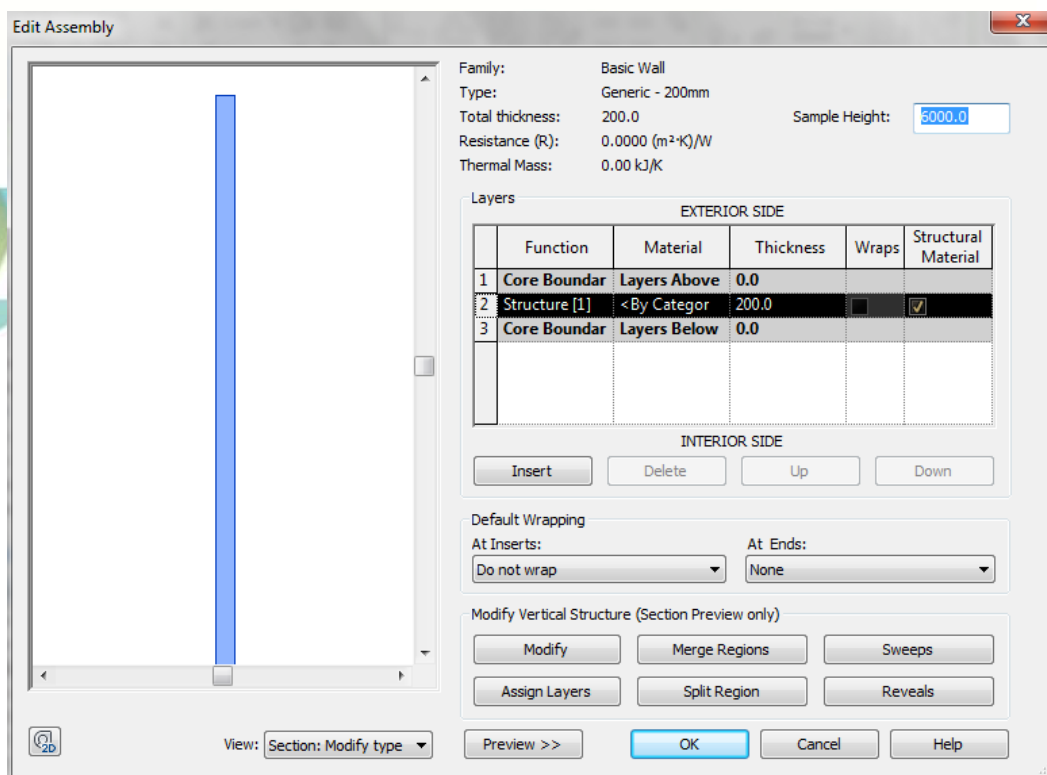 Edit Assembly
x
Family: Basic Wall
Type: Generic - 200mm
Total thickness: 200.0 Sample Height: 6000.0
Resistance (R): 0.0000 (m²·K)/W
Thermal Mass: 0.00 kJ/K
Layers
EXTERIOR SIDE
Function Material Thickness Wraps Structural Material
1 Core Boundar Layers Above 0.0
2 Structure [1] <By Categor 200.0
3 Core Boundar Layers Below 0.0
INTERIOR SIDE
Insert Delete Up Down
Default Wrapping
At Inserts: At Ends:
Do not wrap None
Modify Vertical Structure (Section Preview only)
Modify Merge Regions Sweeps
Assign Layers Split Region Reveals
2D View: Section: Modify type Preview >> OK Cancel Help